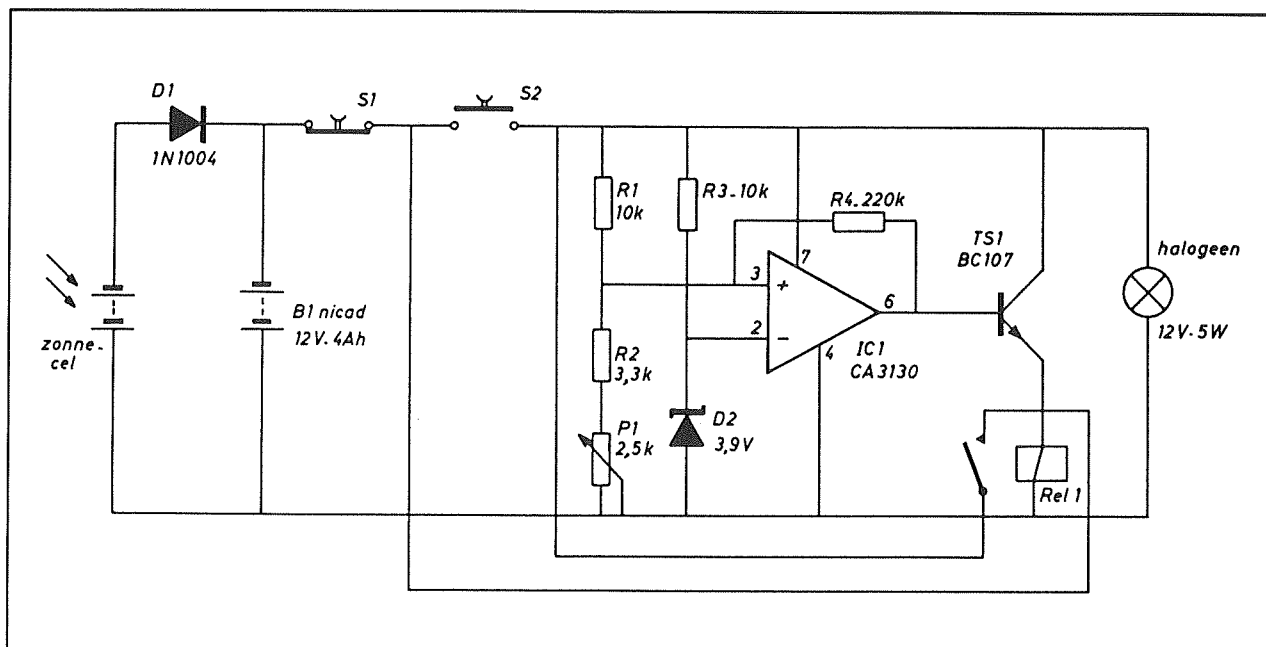 D1
1N1004
S1
S2
R1
10k
R3-10k
R4-220k
TS1
BC107
halogeen
12V-5W
zonne-
cel
B1 nicad
12V-4Ah
3
+
7
6
2
-
4
IC1
CA3130
R2
3,3k
P1
2,5k
D2
3,9V
Rel 1